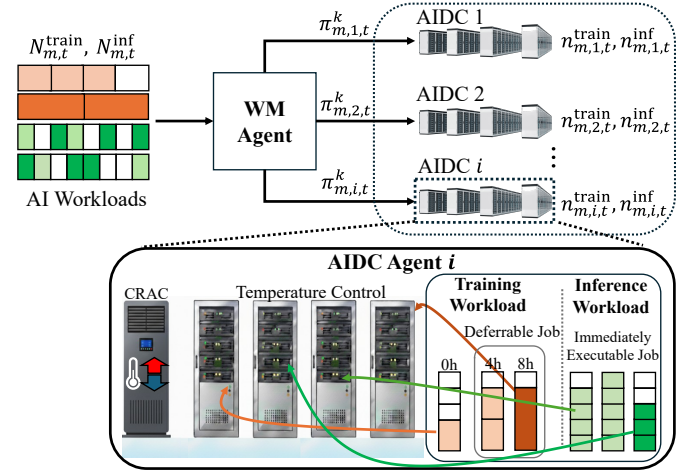 N_{m,t}^{train}, N_{m,t}^{inf}
AI Workloads
WM
Agent
π_{m,1,t}^{k}
π_{m,2,t}^{k}
π_{m,i,t}^{k}
AIDC 1
n_{m,1,t}^{train}, n_{m,1,t}^{inf}
AIDC 2
n_{m,2,t}^{train}, n_{m,2,t}^{inf}
⋮
AIDC i
n_{m,i,t}^{train}, n_{m,i,t}^{inf}
AIDC Agent i
CRAC
Temperature Control
Training
Workload
Deferrable Job
0h 4h 8h
Inference
Workload
Immediately
Executable Job